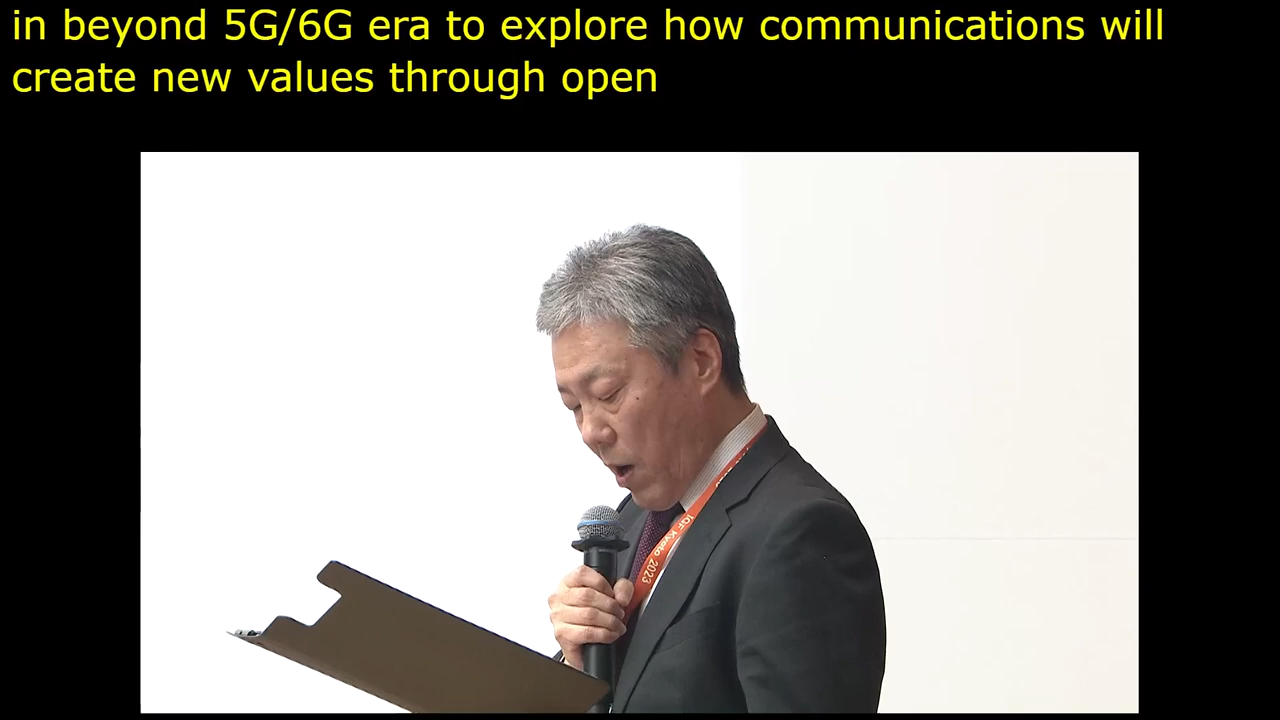 in beyond 5G/6G era to explore how communications will
create new values through open
IGF Kyoto 2023